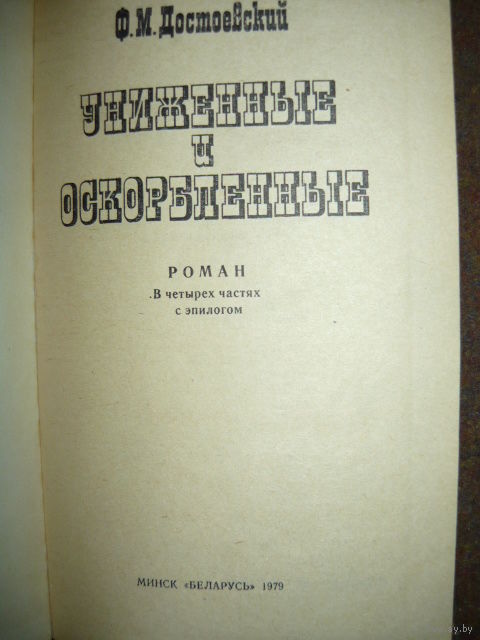 Ф. М. Достоевский
УНИЖЕННЫЕ
и
ОСКОРБЛЕННЫЕ
РОМАН
В четырех частях
с эпилогом
МИНСК «БЕЛАРУСЬ» 1979